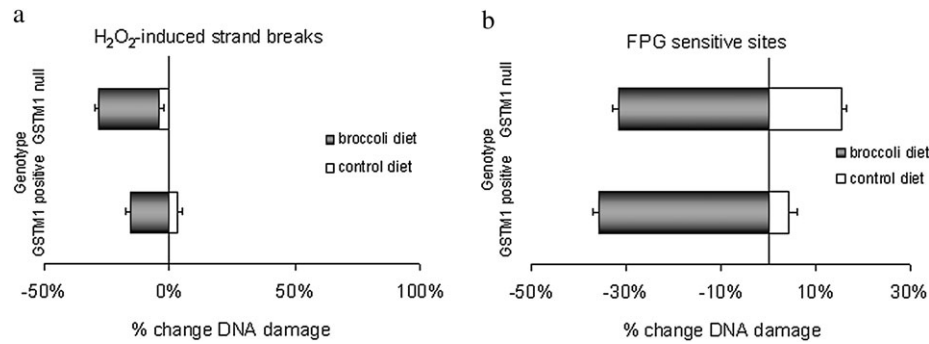 a
H₂O₂-induced strand breaks
Genotype
GSTM1 null
GSTM1 positive
broccoli diet
control diet
-50%
0%
50%
100%
% change DNA damage
b
FPG sensitive sites
Genotype
GSTM1 null
GSTM1 positive
broccoli diet
control diet
-50%
-30%
-10%
10%
30%
% change DNA damage